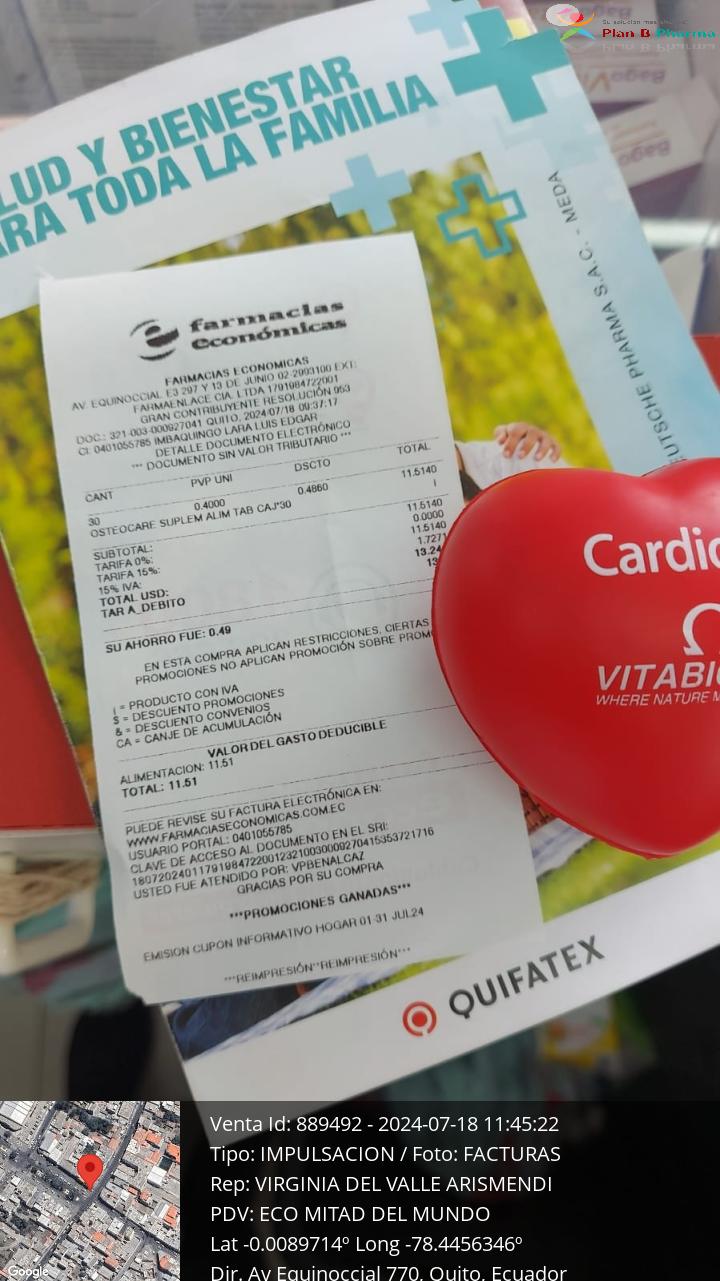 Plan B Pharma
LUD Y BIENESTAR
ARA TODA LA FAMILIA
BagoVi
Bago
UTSCHE PHARMA S.A.C. - MEDA
farmacias
económicas
FARMACIAS ECONOMICAS
AV. EQUINOCCIAL E3 297 Y 13 DE JUNIO 02-2993100 EXT:
FARMAENLACE CIA. LTDA 1791984722001
GRAN CONTRIBUYENTE RESOLUCIÓN 953
DOC.: 321-003-000927041 QUITO, 2024/07/18 09:37:17
CI: 0401055785 IMBAQUINGO LARA LUIS EDGAR
DETALLE DOCUMENTO ELECTRÓNICO
*** DOCUMENTO SIN VALOR TRIBUTARIO ***
CANT PVP UNI DSCTO TOTAL
30 0.4000 0.4860 11.5140
OSTEOCARE SUPLEM ALIM TAB CAJ*30 I
SUBTOTAL: 11.5140
TARIFA 0%: 0.0000
TARIFA 15%: 11.5140
15% IVA: 1.7271
TOTAL USD: 13.24
TAR A_DEBITO 13
SU AHORRO FUE: 0.49
EN ESTA COMPRA APLICAN RESTRICCIONES, CIERTAS
PROMOCIONES NO APLICAN PROMOCIÓN SOBRE PROMO
I = PRODUCTO CON IVA
$ = DESCUENTO PROMOCIONES
& = DESCUENTO CONVENIOS
CA = CANJE DE ACUMULACIÓN
VALOR DEL GASTO DEDUCIBLE
ALIMENTACION: 11.51
TOTAL: 11.51
PUEDE REVISE SU FACTURA ELECTRÓNICA EN:
WWW.FARMACIASECONOMICAS.COM.EC
USUARIO PORTAL: 0401055785
CLAVE DE ACCESO AL DOCUMENTO EN EL SRI:
1807202401179198472200123210030009270415353721716
USTED FUE ATENDIDO POR: VPBENALCAZ
GRACIAS POR SU COMPRA
***PROMOCIONES GANADAS***
EMISION CUPON INFORMATIVO HOGAR 01-31 JUL24
***REIMPRESIÓN**REIMPRESIÓN***
Cardio
VITABIO
WHERE NATURE M
QUIFATEX
Venta Id: 889492 - 2024-07-18 11:45:22
Tipo: IMPULSACION / Foto: FACTURAS
Rep: VIRGINIA DEL VALLE ARISMENDI
PDV: ECO MITAD DEL MUNDO
Lat -0.0089714º Long -78.4456346º
Dir. Av Equinoccial 770, Quito, Ecuador
Google